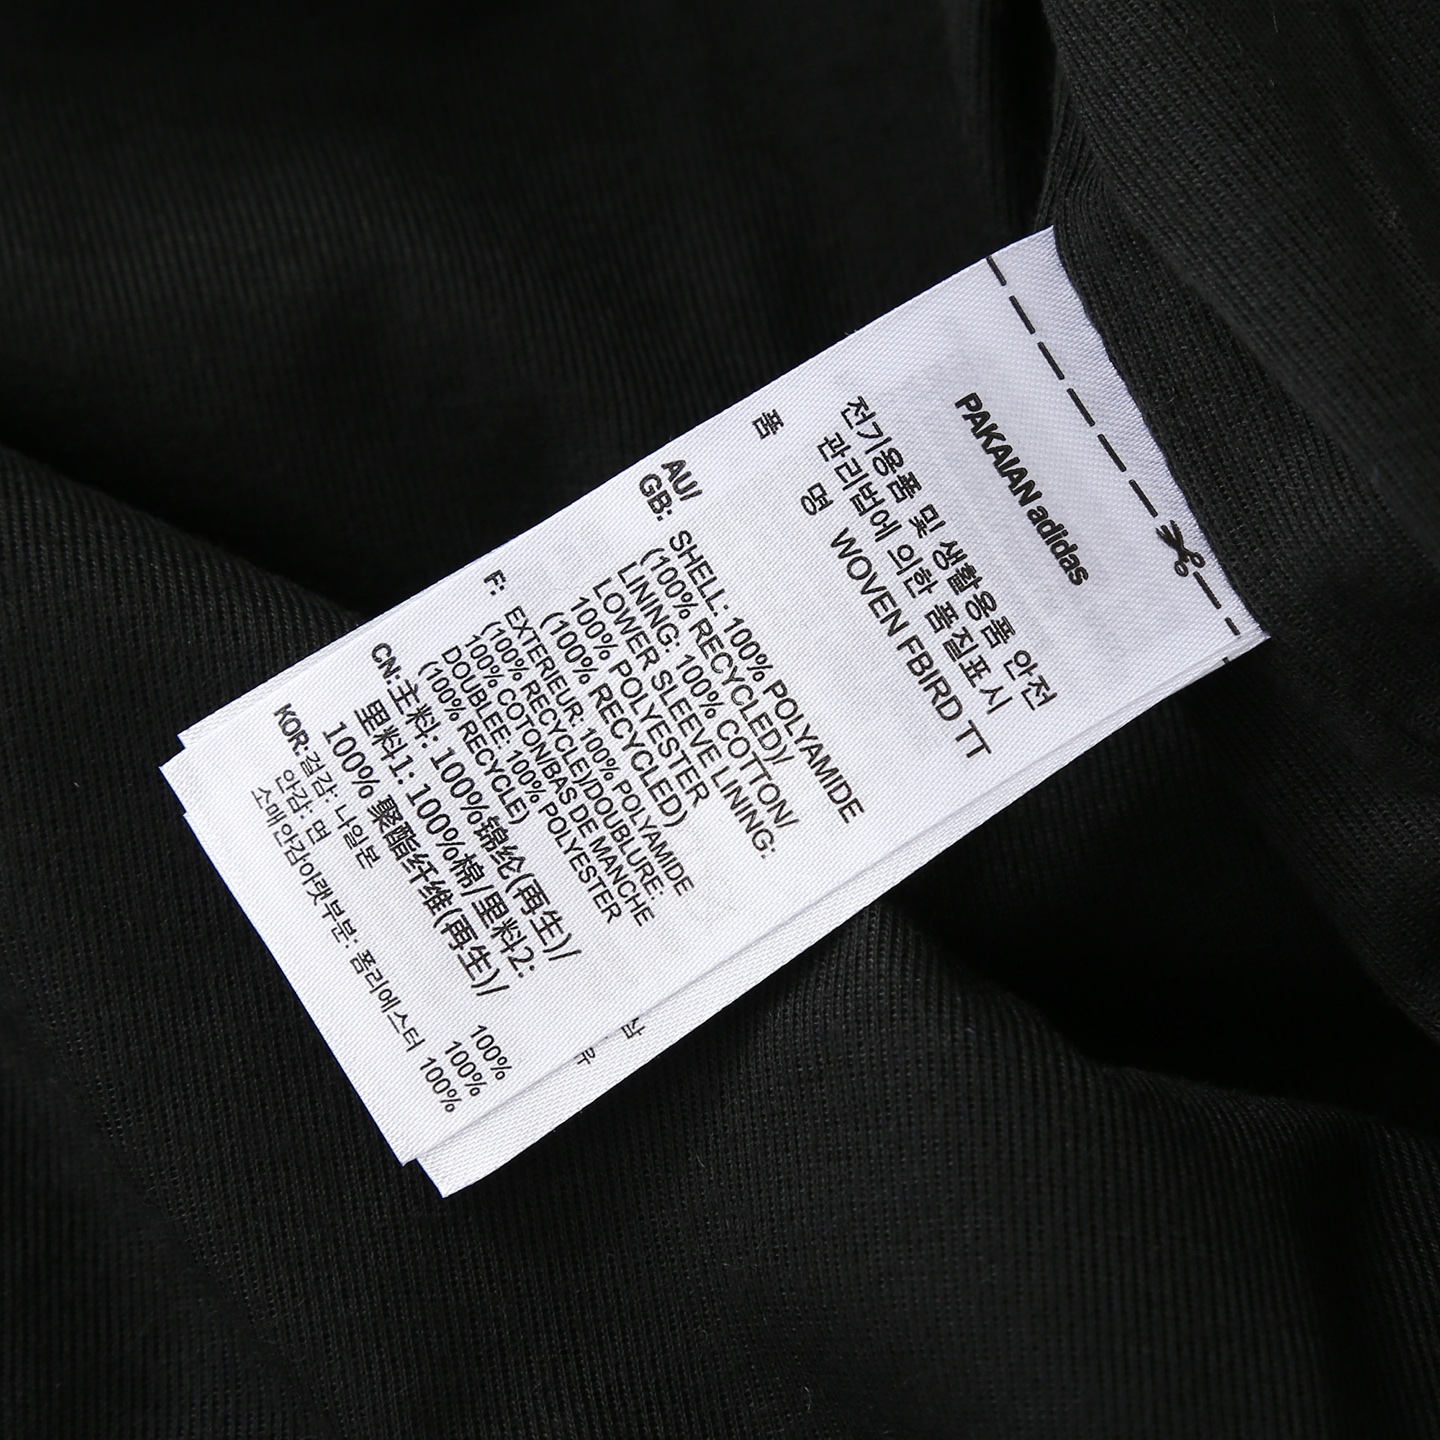 PAKAIAN adidas
전기용품 및 생활용품 안전
관리법에 의한 품질표시
품
명 WOVEN FBIRD TT
AU/
GB: SHELL: 100% POLYAMIDE
(100% RECYCLED)/
LINING: 100% COTTON/
LOWER SLEEVE LINING:
100% POLYESTER
(100% RECYCLED)
F: EXTERIEUR: 100% POLYAMIDE
(100% RECYCLE)/DOUBLURE:
100% COTON/BAS DE MANCHE
DOUBLEE: 100% POLYESTER
(100% RECYCLE)
CN:主料: 100%锦纶(再生)/
里料1: 100%棉/里料2:
100% 聚酯纤维(再生)/
KOR:겉감: 나일론 100%
안감: 면 100%
소매안감아랫부분: 폴리에스터 100%